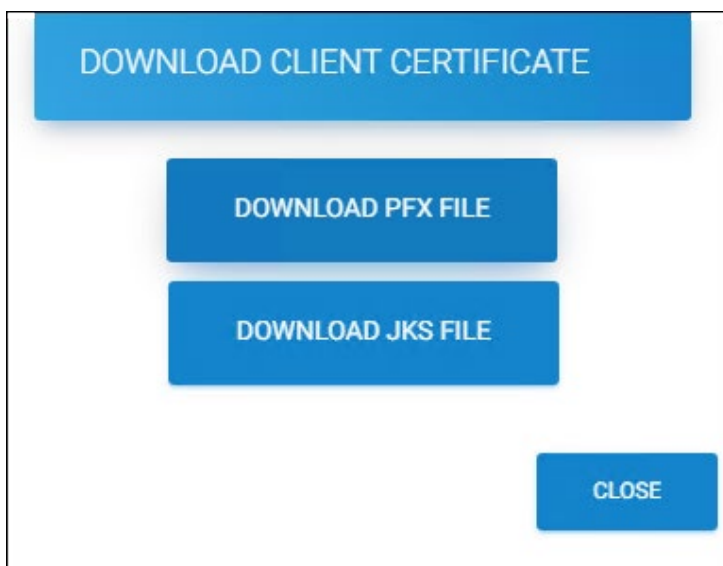 DOWNLOAD CLIENT CERTIFICATE
DOWNLOAD PFX FILE
DOWNLOAD JKS FILE
CLOSE